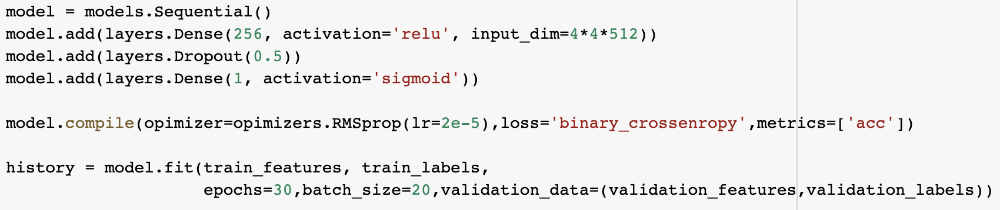 model = models.Sequential()
model.add(layers.Dense(256, activation='relu', input_dim=4*4*512))
model.add(layers.Dropout(0.5))
model.add(layers.Dense(1, activation='sigmoid'))
model.compile(opimizer=opimizers.RMSprop(lr=2e-5),loss='binary_crossenropy',metrics=['acc'])
history = model.fit(train_features, train_labels,
epochs=30,batch_size=20,validation_data=(validation_features,validation_labels))